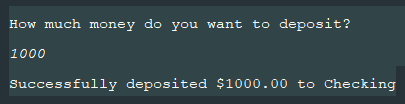 How much money do you want to deposit?
1000
Successfully deposited $1000.00 to Checking